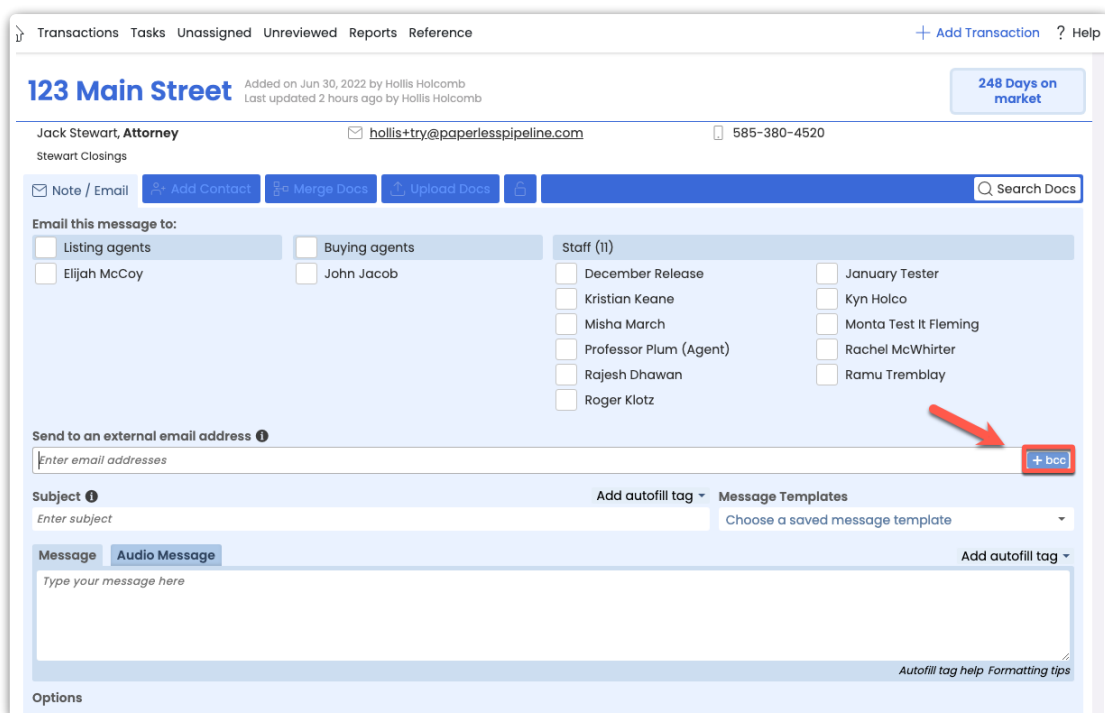 Transactions Tasks Unassigned Unreviewed Reports Reference + Add Transaction ? Help
123 Main Street
Added on Jun 30, 2022 by Hollis Holcomb
Last updated 2 hours ago by Hollis Holcomb
248 Days on
market
Jack Stewart, Attorney hollis+try@paperlesspipeline.com 585-380-4520
Stewart Closings
Note / Email Add Contact Merge Docs Upload Docs Search Docs
Email this message to:
Listing agents Buying agents Staff (11)
Elijah McCoy John Jacob December Release January Tester
Kristian Keane Kyn Holco
Misha March Monta Test It Fleming
Professor Plum (Agent) Rachel McWhirter
Rajesh Dhawan Ramu Tremblay
Roger Klotz
Send to an external email address
Enter email addresses + bcc
Subject Add autofill tag Message Templates
Enter subject Choose a saved message template
Message Audio Message Add autofill tag
Type your message here
Autofill tag help Formatting tips
Options